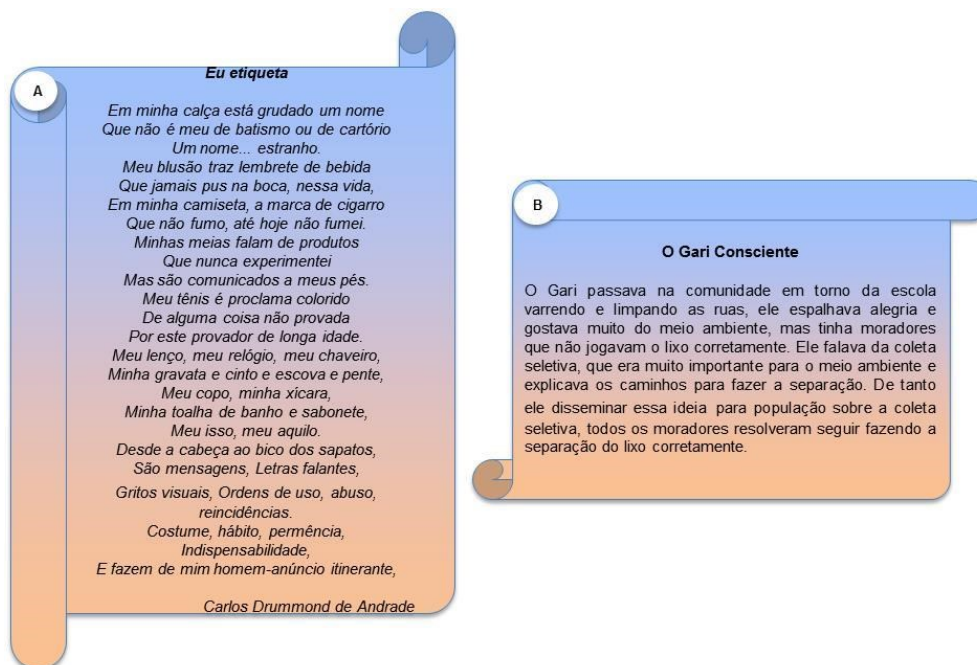 A
Eu etiqueta
Em minha calça está grudado um nome
Que não é meu de batismo ou de cartório
Um nome... estranho.
Meu blusão traz lembrete de bebida
Que jamais pus na boca, nessa vida,
Em minha camiseta, a marca de cigarro
Que não fumo, até hoje não fumei.
Minhas meias falam de produtos
Que nunca experimentei
Mas são comunicados a meus pés.
Meu tênis é proclama colorido
De alguma coisa não provada
Por este provador de longa idade.
Meu lenço, meu relógio, meu chaveiro,
Minha gravata e cinto e escova e pente,
Meu copo, minha xícara,
Minha toalha de banho e sabonete,
Meu isso, meu aquilo.
Desde a cabeça ao bico dos sapatos,
São mensagens, Letras falantes,
Gritos visuais, Ordens de uso, abuso,
reincidências.
Costume, hábito, permência,
Indispensabilidade,
E fazem de mim homem-anúncio itinerante,
Carlos Drummond de Andrade
B
O Gari Consciente
O Gari passava na comunidade em torno da escola
varrendo e limpando as ruas, ele espalhava alegria e
gostava muito do meio ambiente, mas tinha moradores
que não jogavam o lixo corretamente. Ele falava da coleta
seletiva, que era muito importante para o meio ambiente e
explicava os caminhos para fazer a separação. De tanto
ele disseminar essa ideia para população sobre a coleta
seletiva, todos os moradores resolveram seguir fazendo a
separação do lixo corretamente.